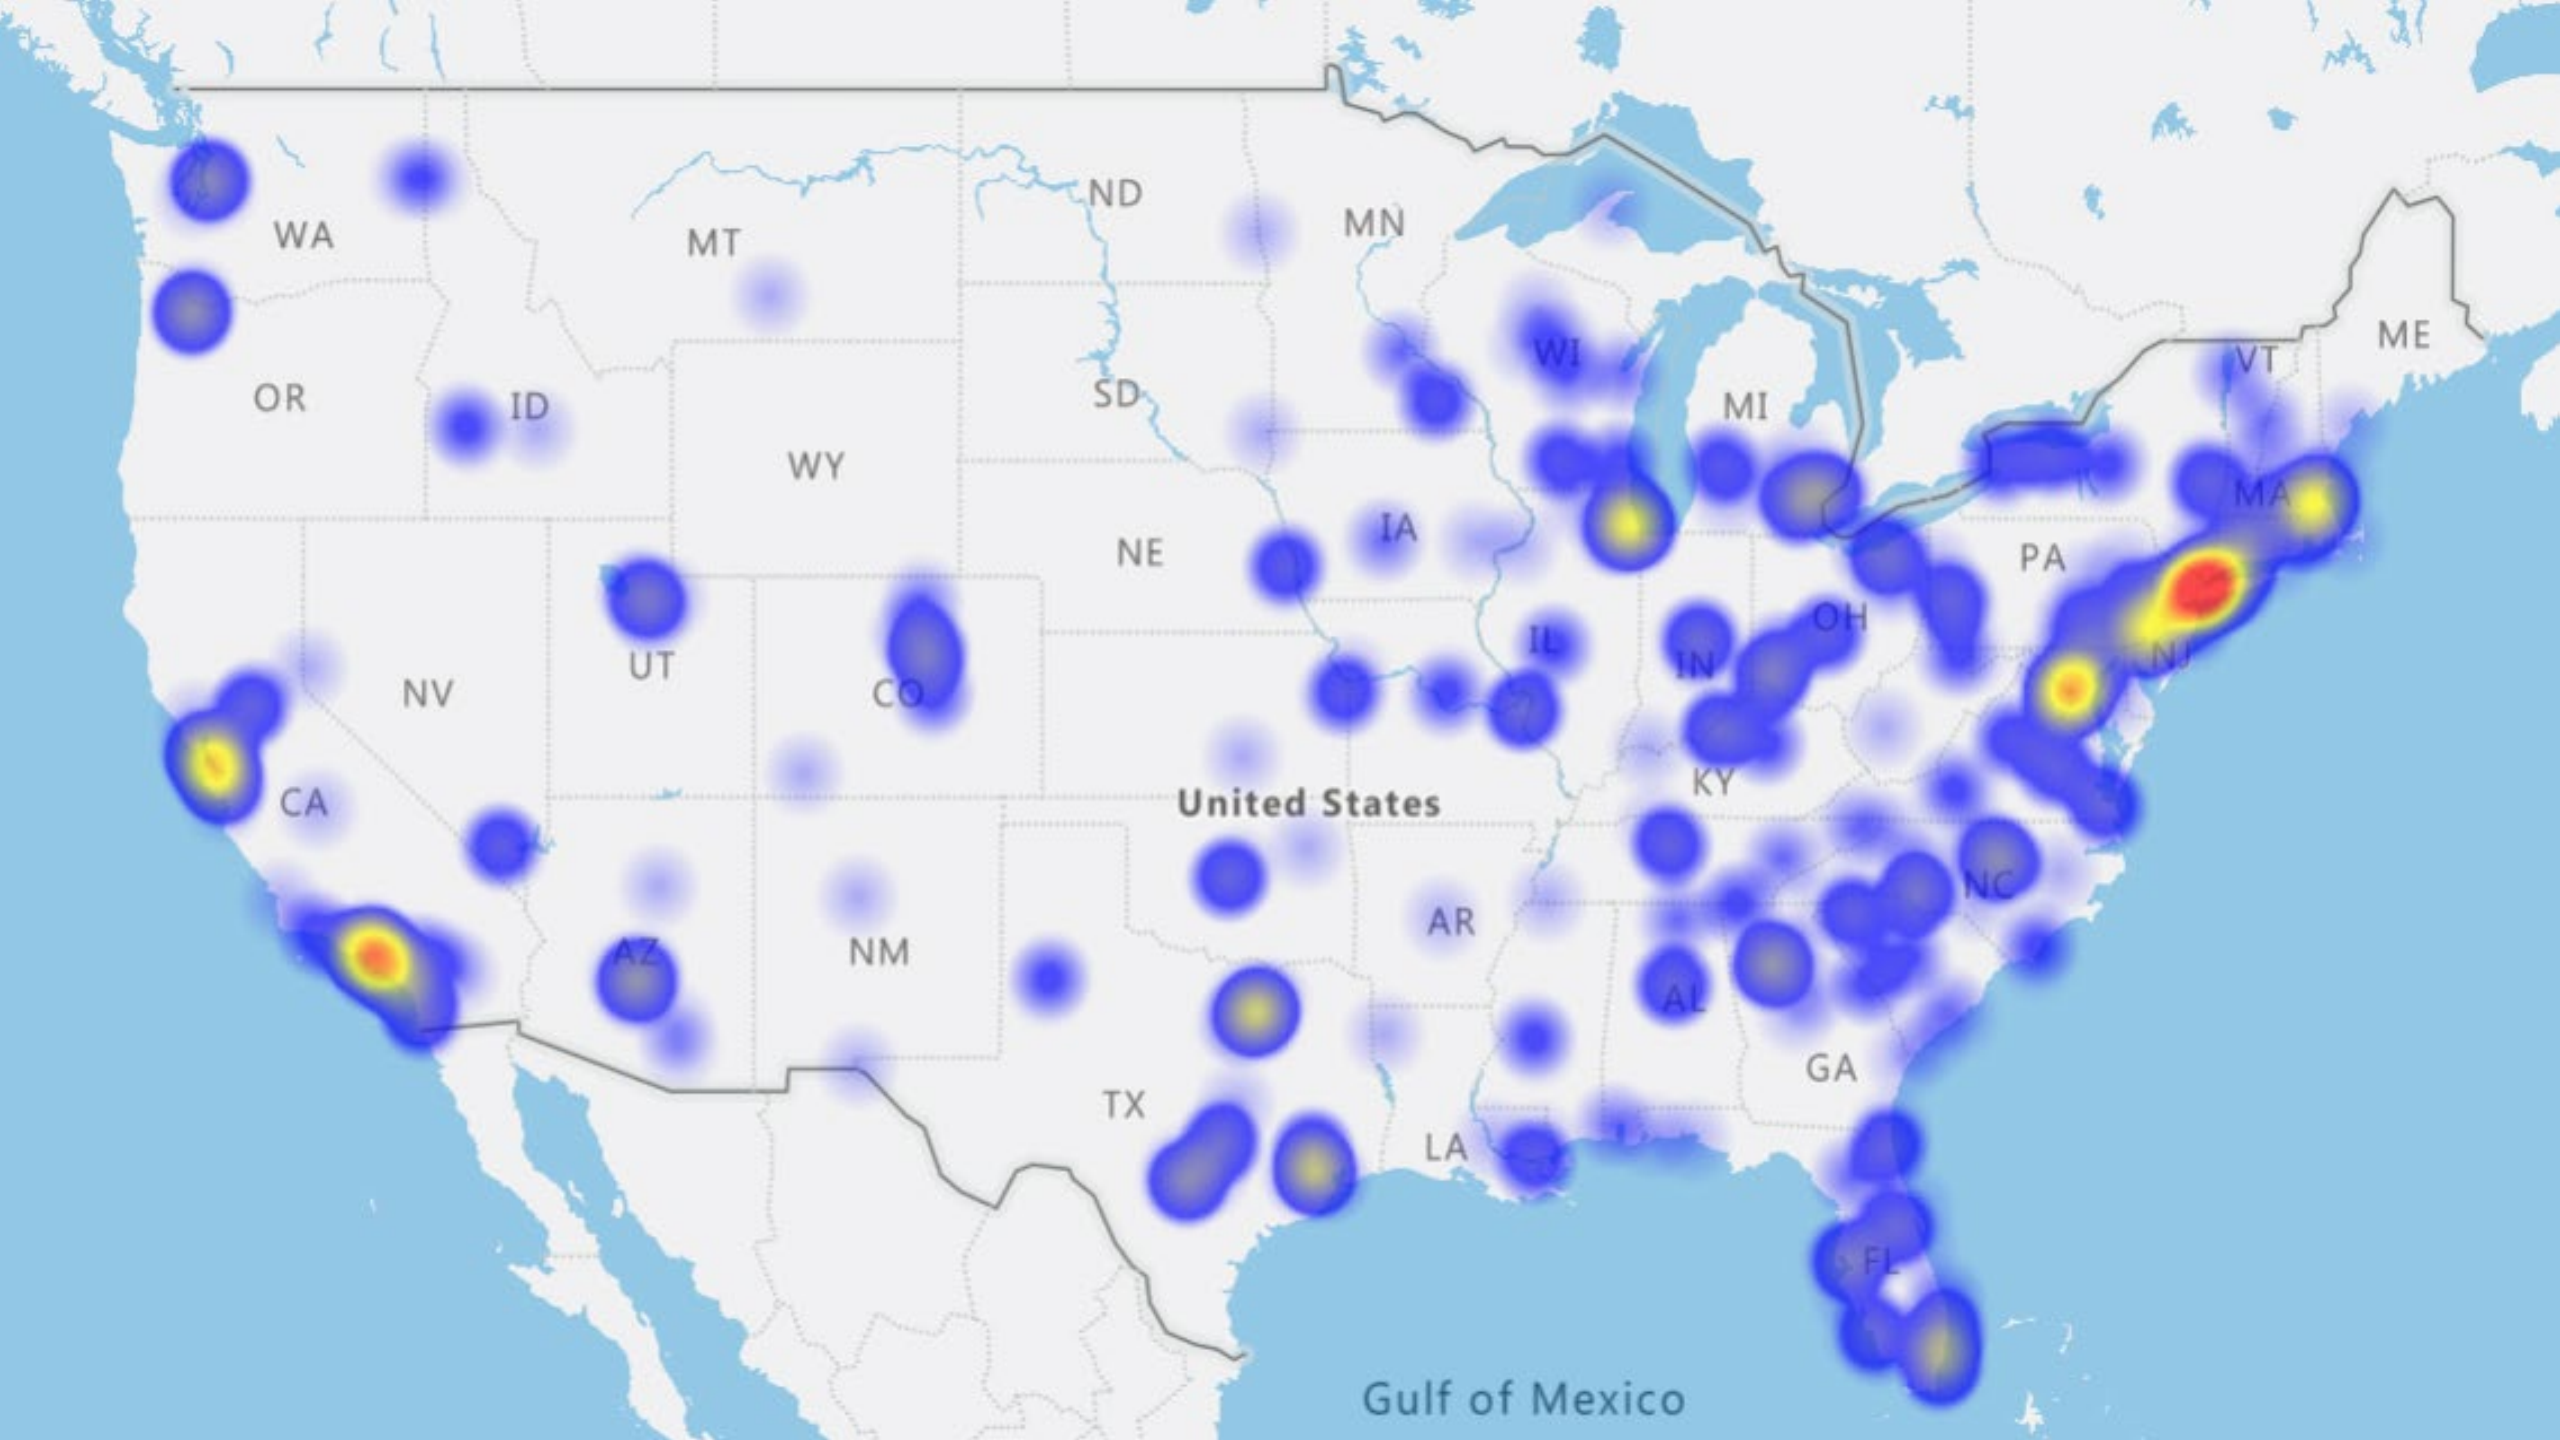 ND
MN
WA
MT
ME
WI
VT
OR
ID
SD
MI
WY
MA
IA
NE
PA
OH
IL
UT
NV
CO
IN
NJ
KY
CA
United States
NC
AR
AZ
NM
AL
GA
TX
LA
FL
Gulf of Mexico